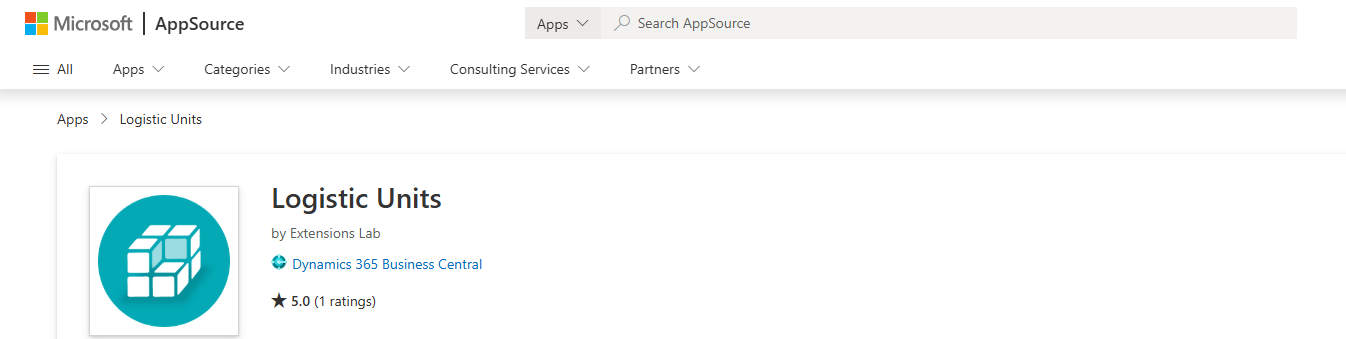 Microsoft | AppSource
Apps Search AppSource
All Apps Categories Industries Consulting Services Partners
Apps > Logistic Units
Logistic Units
by Extensions Lab
Dynamics 365 Business Central
★ 5.0 (1 ratings)